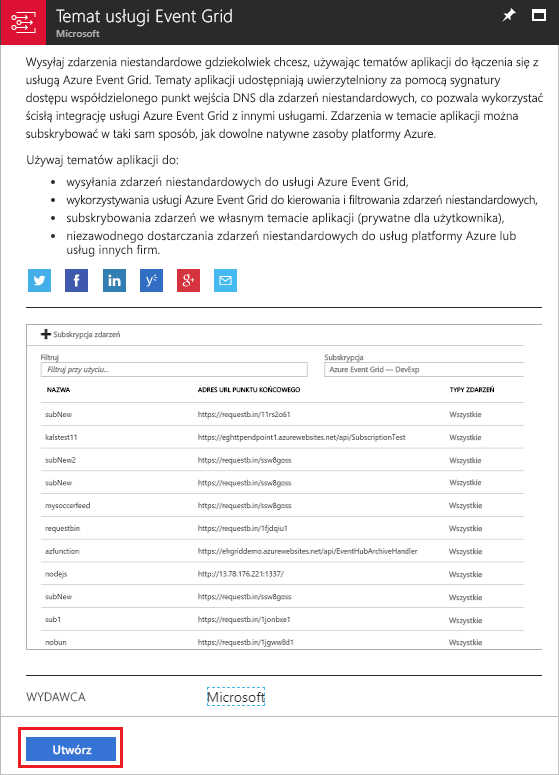 Temat usługi Event Grid
Microsoft
Wysyłaj zdarzenia niestandardowe gdziekolwiek chcesz, używając tematów aplikacji do łączenia się z
usługą Azure Event Grid. Tematy aplikacji udostępniają uwierzytelniony za pomocą sygnatury
dostępu współdzielonego punkt wejścia DNS dla zdarzeń niestandardowych, co pozwala wykorzystać
ścisłą integrację usługi Azure Event Grid z innymi usługami. Zdarzenia w temacie aplikacji można
subskrybować w taki sam sposób, jak dowolne natywne zasoby platformy Azure.
Używaj tematów aplikacji do:
• wysyłania zdarzeń niestandardowych do usługi Azure Event Grid,
• wykorzystywania usługi Azure Event Grid do kierowania i filtrowania zdarzeń niestandardowych,
• subskrybowania zdarzeń we własnym temacie aplikacji (prywatne dla użytkownika),
• niezawodnego dostarczania zdarzeń niestandardowych do usług platformy Azure lub
usług innych firm.
Subskrypcja zdarzeń
Filtruj Subskrypcja
Filtruj przy użyciu... Azure Event Grid — DevExp
NAZWA ADRES URL PUNKTU KOŃCOWEGO TYPY ZDARZEŃ
subNew https://requestb.in/11rs2o61 Wszystkie
kalstest11 https://eghttpendpoint1.azurewebsites.net/api/SubscriptionTest Wszystkie
subNew2 https://requestb.in/ssw8goss Wszystkie
subNew https://requestb.in/ssw8goss Wszystkie
mysoccerfeed https://requestb.in/ssw8goss Wszystkie
requestbin https://requestb.in/1fjdqiu1 Wszystkie
azfunction https://ehgriddemo.azurewebsites.net/api/EventHubArchiveHandler Wszystkie
nodejs http://13.78.176.221:1337/ Wszystkie
subNew https://requestb.in/ssw8goss Wszystkie
sub1 https://requestb.in/1jonbxe1 Wszystkie
nobun https://requestb.in/1jgww8d1 Wszystkie
WYDAWCA Microsoft
Utwórz